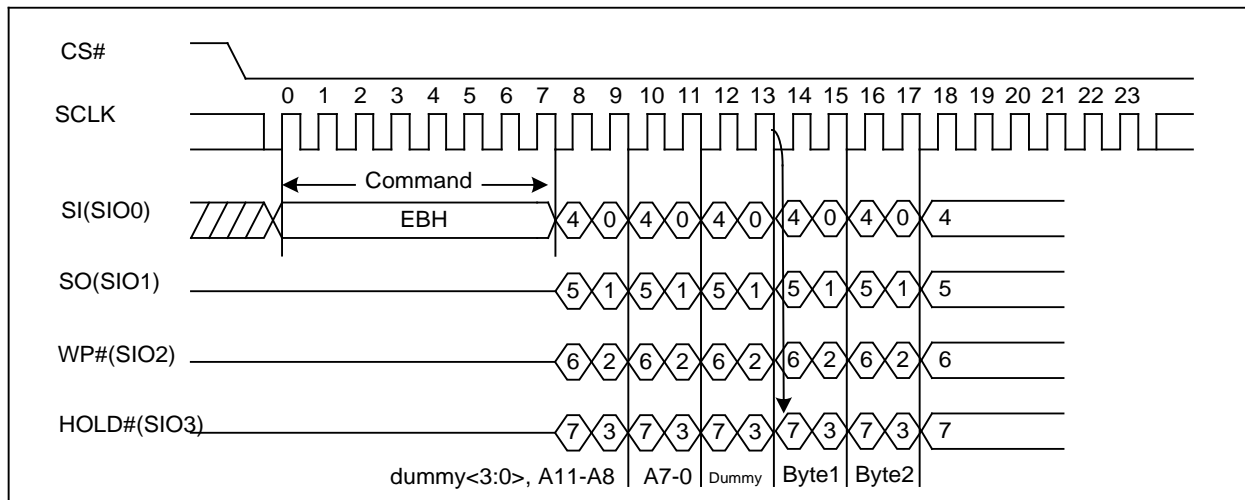 CS#
0 1 2 3 4 5 6 7 8 9 10 11 12 13 14 15 16 17 18 19 20 21 22 23
SCLK
Command
SI(SIO0)
EBH
4 0 4 0 4 0 4 0 4 0 4
SO(SIO1)
5 1 5 1 5 1 5 1 5 1 5
WP#(SIO2)
6 2 6 2 6 2 6 2 6 2 6
HOLD#(SIO3)
7 3 7 3 7 3 7 3 7 3 7
dummy<3:0>, A11-A8 A7-0 Dummy Byte1 Byte2